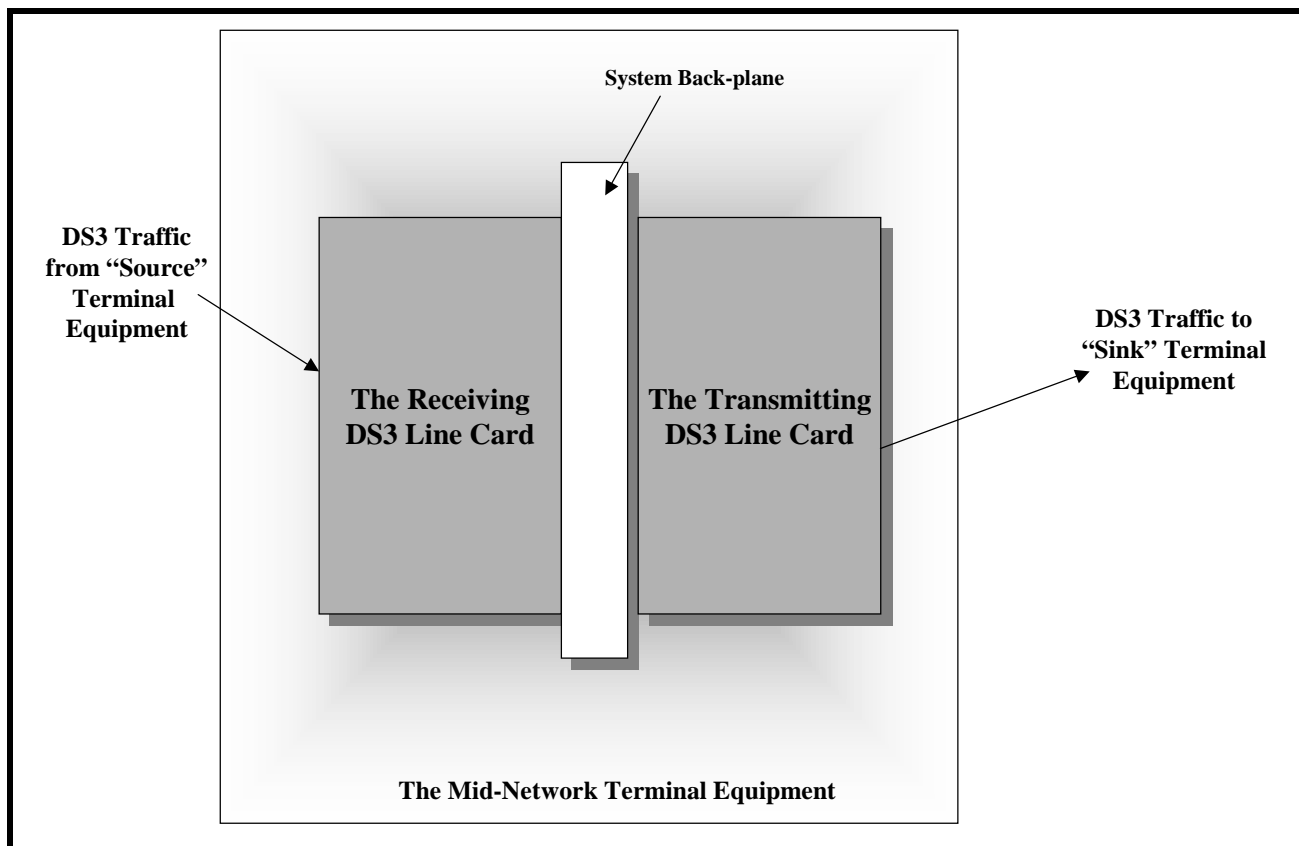 System Back-plane
DS3 Traffic
from “Source”
Terminal
Equipment
The Receiving
DS3 Line Card
The Transmitting
DS3 Line Card
DS3 Traffic to
“Sink” Terminal
Equipment
The Mid-Network Terminal Equipment